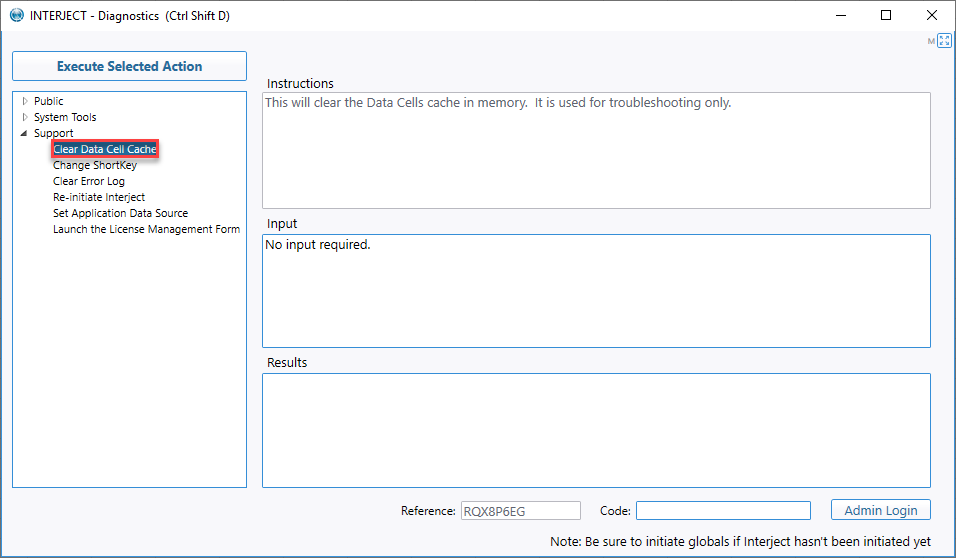 INTERJECT - Diagnostics (Ctrl Shift D)
M
Execute Selected Action
Public
System Tools
Support
Clear Data Cell Cache
Change ShortKey
Clear Error Log
Re-initiate Interject
Set Application Data Source
Launch the License Management Form
Instructions
This will clear the Data Cells cache in memory. It is used for troubleshooting only.
Input
No input required.
Results
Reference: RQX8P6EG Code: Admin Login
Note: Be sure to initiate globals if Interject hasn't been initiated yet